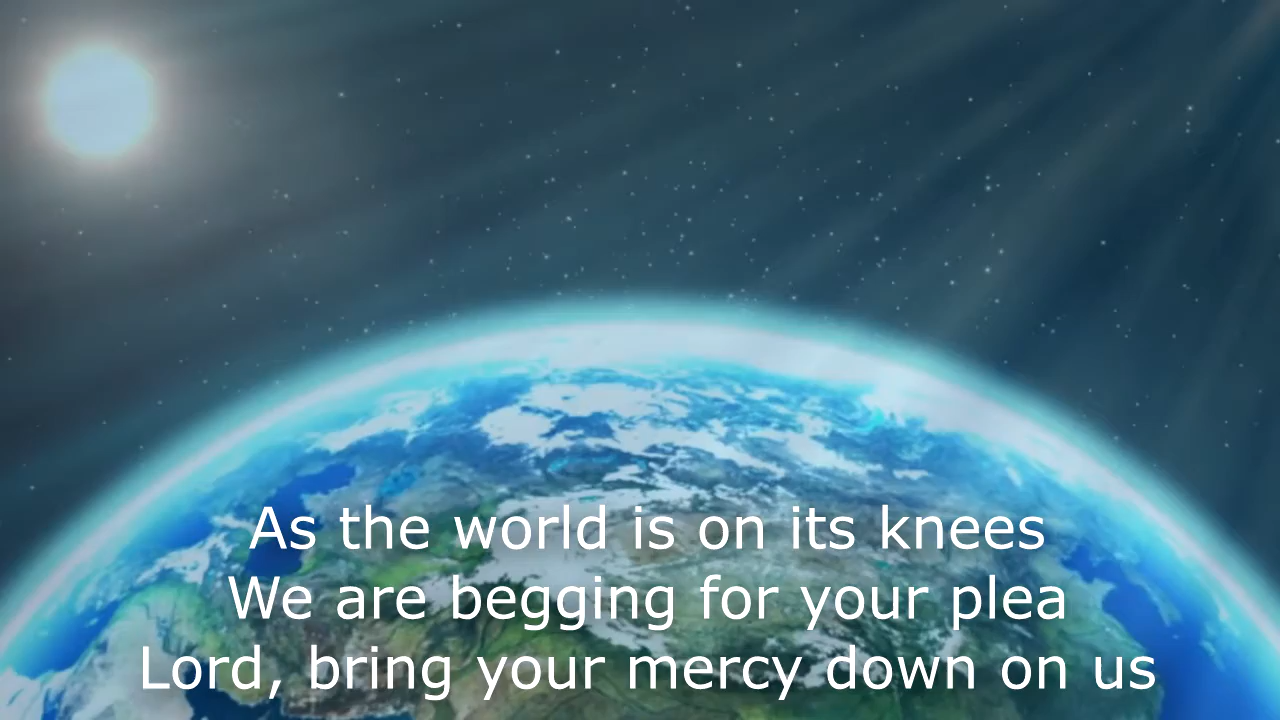 As the world is on its knees
We are begging for your plea
Lord, bring your mercy down on us